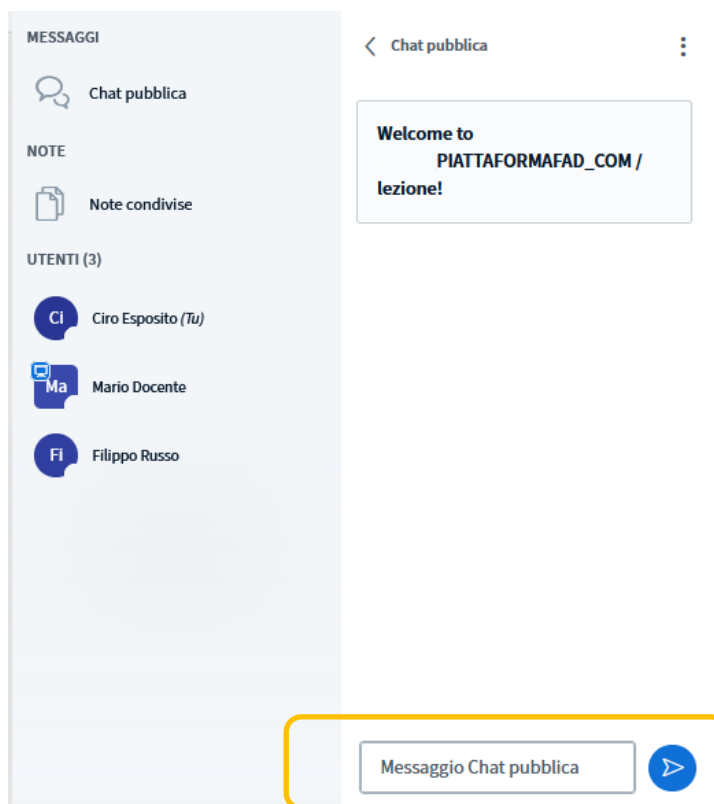 MESSAGGI
Chat pubblica
NOTE
Note condivise
UTENTI (3)
Ci Ciro Esposito (Tu)
Ma Mario Docente
Fi Filippo Russo
Chat pubblica
Welcome to
PIATTAFORMAFAD_COM /
lezione!
Messaggio Chat pubblica